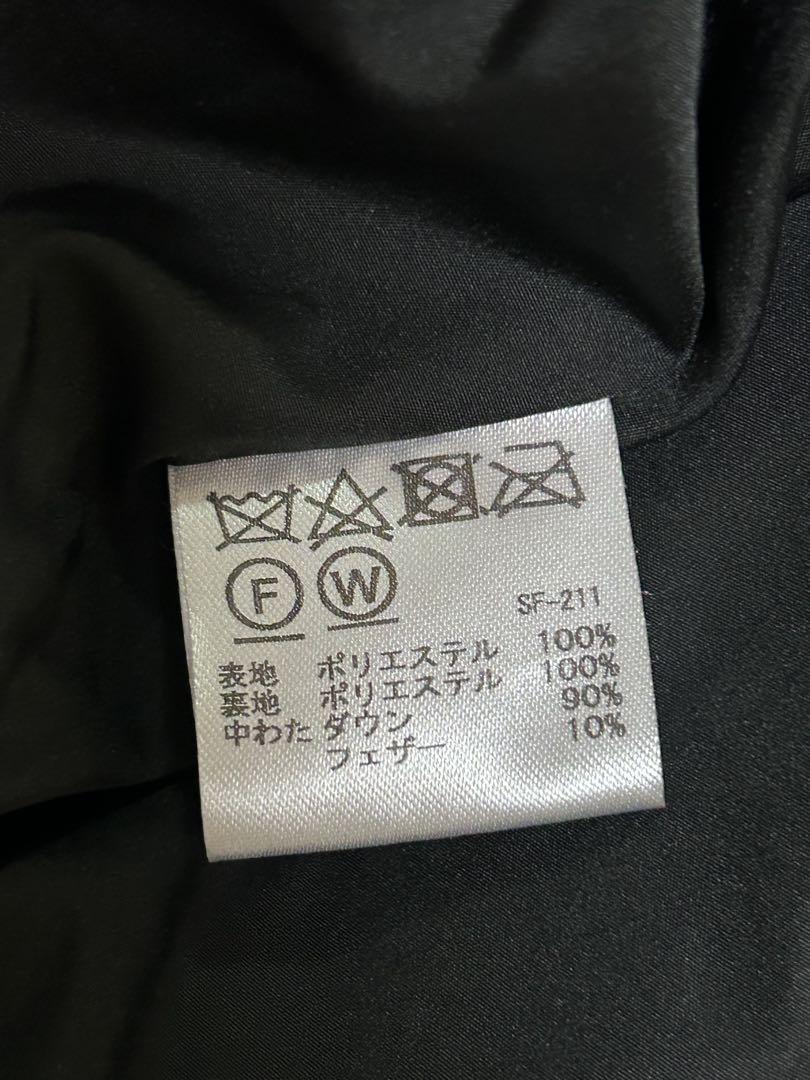 F W
SF-211
表地 ポリエステル 100%
裏地 ポリエステル 100%
中わた ダウン 90%
フェザー 10%